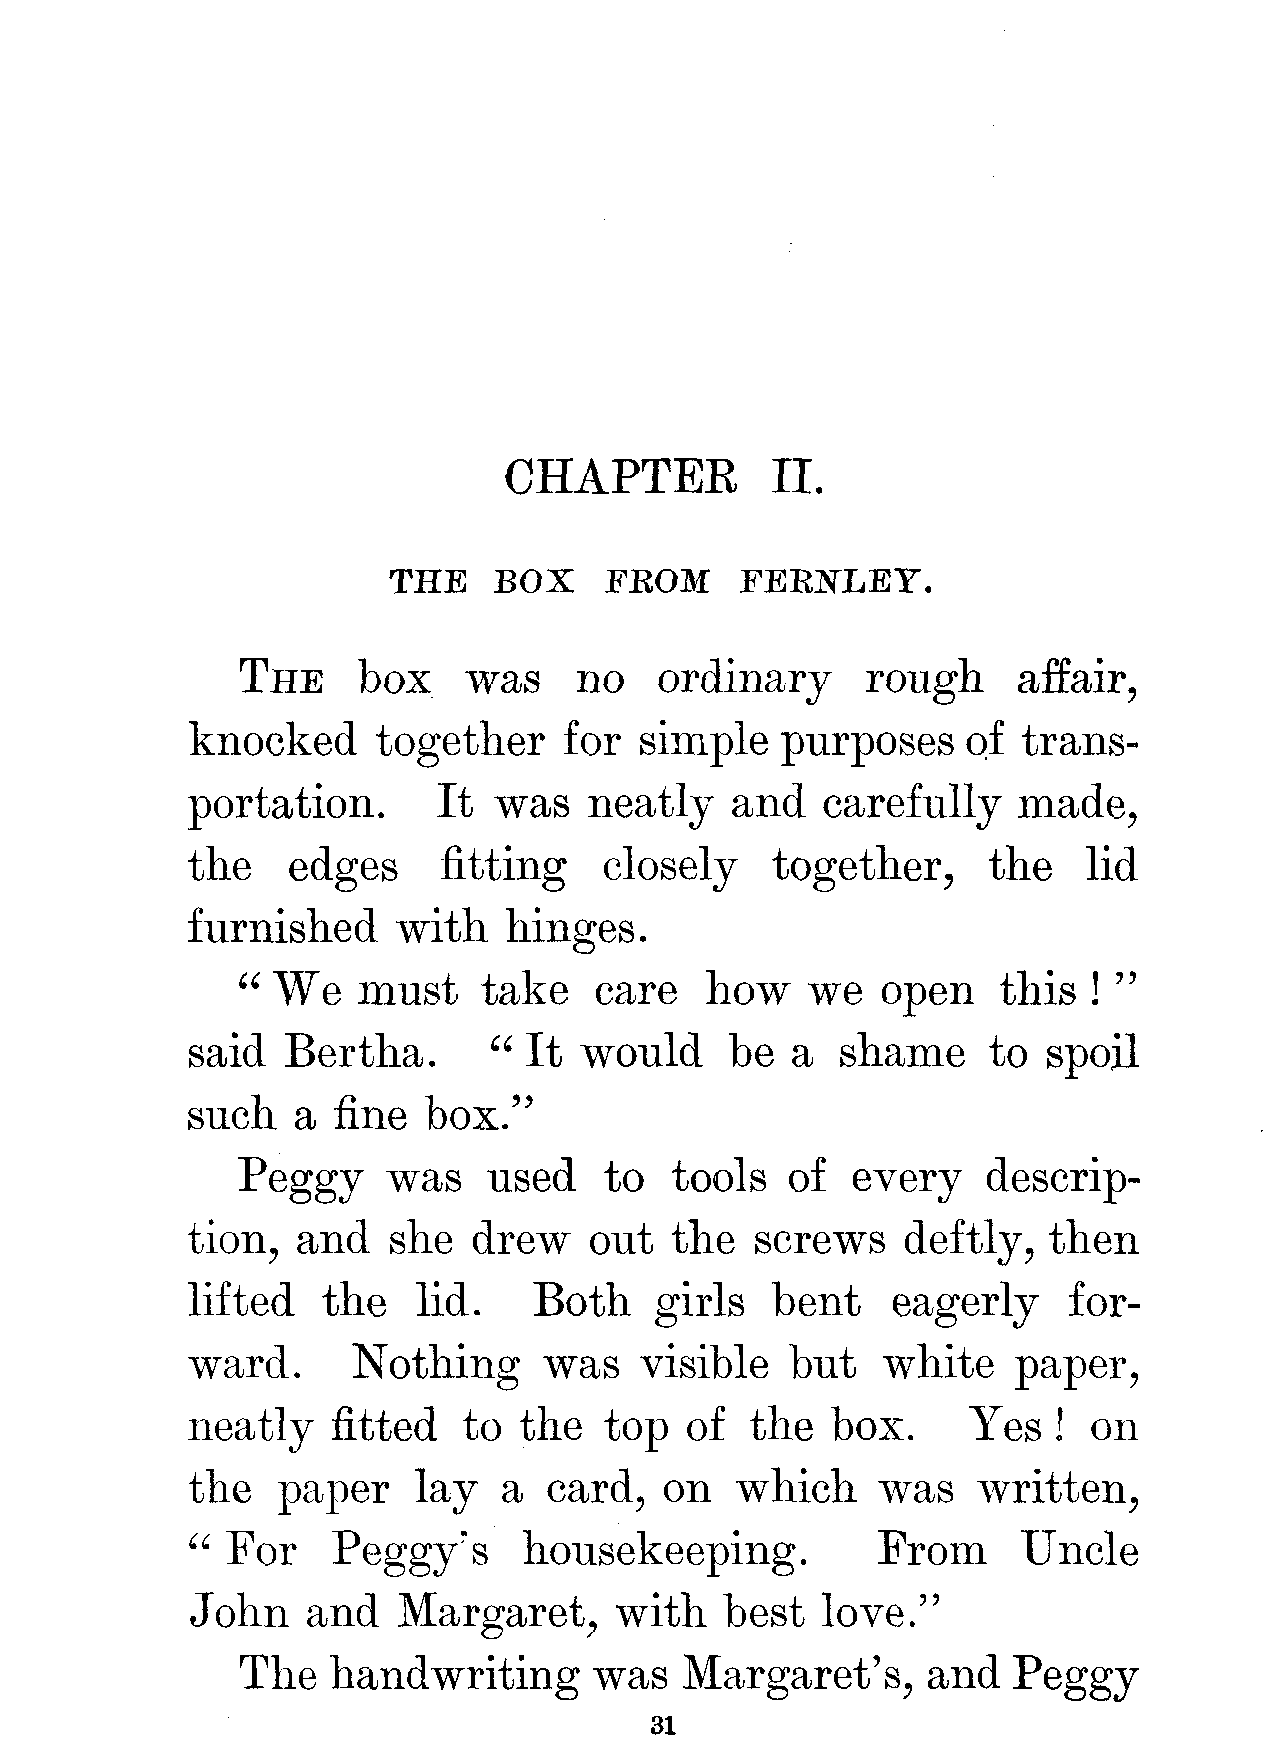 CHAPTER II.
THE BOX FROM FERNLEY.
THE box was no ordinary rough affair,
knocked together for simple purposes of trans-
portation. It was neatly and carefully made,
the edges fitting closely together, the lid
furnished with hinges.
“ We must take care how we open this ! ”
said Bertha. “ It would be a shame to spoil
such a fine box.”
Peggy was used to tools of every descrip-
tion, and she drew out the screws deftly, then
lifted the lid. Both girls bent eagerly for-
ward. Nothing was visible but white paper,
neatly fitted to the top of the box. Yes ! on
the paper lay a card, on which was written,
“ For Peggy's housekeeping. From Uncle
John and Margaret, with best love.”
The handwriting was Margaret’s, and Peggy
31